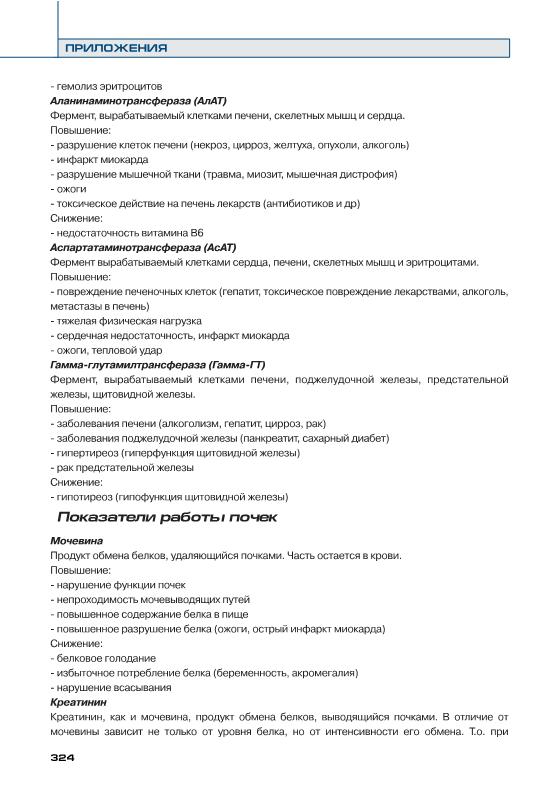 ПРИЛОЖЕНИЯ
- гемолиз эритроцитов
Аланинаминотрансфераза (АлАТ)
Фермент, вырабатываемый клетками печени, скелетных мышц и сердца.
Повышение:
- разрушение клеток печени (некроз, цирроз, желтуха, опухоли, алкоголь)
- инфаркт миокарда
- разрушение мышечной ткани (травма, миозит, мышечная дистрофия)
- ожоги
- токсическое действие на печень лекарств (антибиотиков и др)
Снижение:
- недостаточность витамина В6
Аспартатаминотрансфераза (АсАТ)
Фермент вырабатываемый клетками сердца, печени, скелетных мышц и эритроцитами.
Повышение:
- повреждение печеночных клеток (гепатит, токсическое повреждение лекарствами, алкоголь,
метастазы в печень)
- тяжелая физическая нагрузка
- сердечная недостаточность, инфаркт миокарда
- ожоги, тепловой удар
Гамма-глутамилтрансфераза (Гамма-ГТ)
Фермент, вырабатываемый клетками печени, поджелудочной железы, предстательной
железы, щитовидной железы.
Повышение:
- заболевания печени (алкоголизм, гепатит, цирроз, рак)
- заболевания поджелудочной железы (панкреатит, сахарный диабет)
- гипертиреоз (гиперфункция щитовидной железы)
- рак предстательной железы
Снижение:
- гипотиреоз (гипофункция щитовидной железы)
Показатели работы почек
Мочевина
Продукт обмена белков, удаляющийся почками. Часть остается в крови.
Повышение:
- нарушение функции почек
- непроходимость мочевыводящих путей
- повышенное содержание белка в пище
- повышенное разрушение белка (ожоги, острый инфаркт миокарда)
Снижение:
- белковое голодание
- избыточное потребление белка (беременность, акромегалия)
- нарушение всасывания
Креатинин
Креатинин, как и мочевина, продукт обмена белков, выводящийся почками. В отличие от
мочевины зависит не только от уровня белка, но от интенсивности его обмена. Т.о. при
324